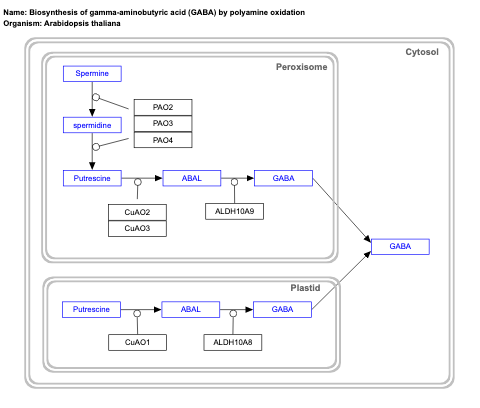 Name: Biosynthesis of gamma-aminobutyric acid (GABA) by polyamine oxidation
Organism: Arabidopsis thaliana
Cytosol
Peroxisome
Spermine
PAO2
spermidine
PAO3
PAO4
Putrescine
ABAL
GABA
CuAO2
ALDH10A9
CuAO3
GABA
Plastid
Putrescine
ABAL
GABA
CuAO1
ALDH10A8